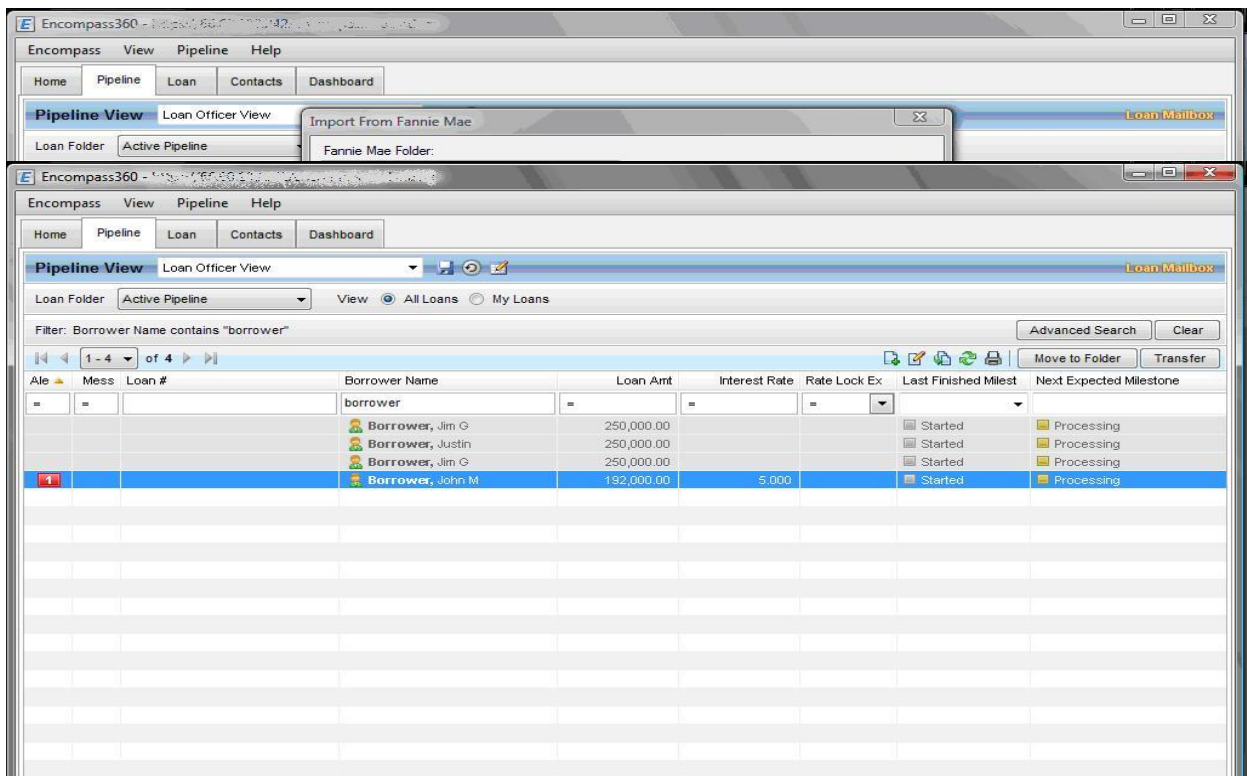 Encompass360 -
Encompass View Pipeline Help
Home Pipeline Loan Contacts Dashboard
Pipeline View Loan Officer View Loan Mailbox
Import From Fannie Mae
Loan Folder Active Pipeline
Fannie Mae Folder:
Encompass360 -
Encompass View Pipeline Help
Home Pipeline Loan Contacts Dashboard
Pipeline View Loan Officer View Loan Mailbox
Loan Folder Active Pipeline View All Loans My Loans
Filter: Borrower Name contains "borrower" Advanced Search Clear
1 - 4 of 4 Move to Folder Transfer
Ale Mess Loan # Borrower Name Loan Amt Interest Rate Rate Lock Ex Last Finished Milest Next Expected Milestone
= = borrower = = =
Borrower, Jim G 250,000.00 Started Processing
Borrower, Justin 250,000.00 Started Processing
Borrower, Jim G 250,000.00 Started Processing
1 Borrower, John M 192,000.00 5.000 Started Processing